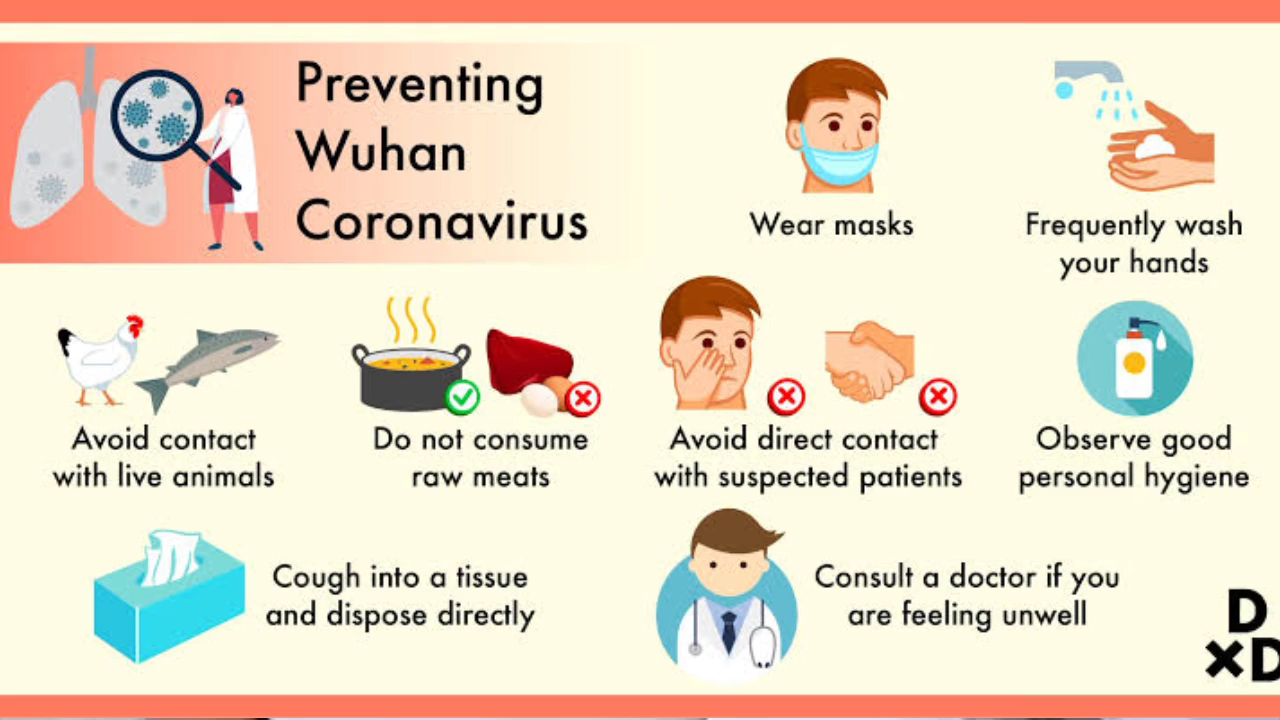 Preventing
Wuhan
Coronavirus
Wear masks
Frequently wash
your hands
Avoid contact
with live animals
Do not consume
raw meats
Avoid direct contact
with suspected patients
Observe good
personal hygiene
Cough into a tissue
and dispose directly
Consult a doctor if you
are feeling unwell
D
×D